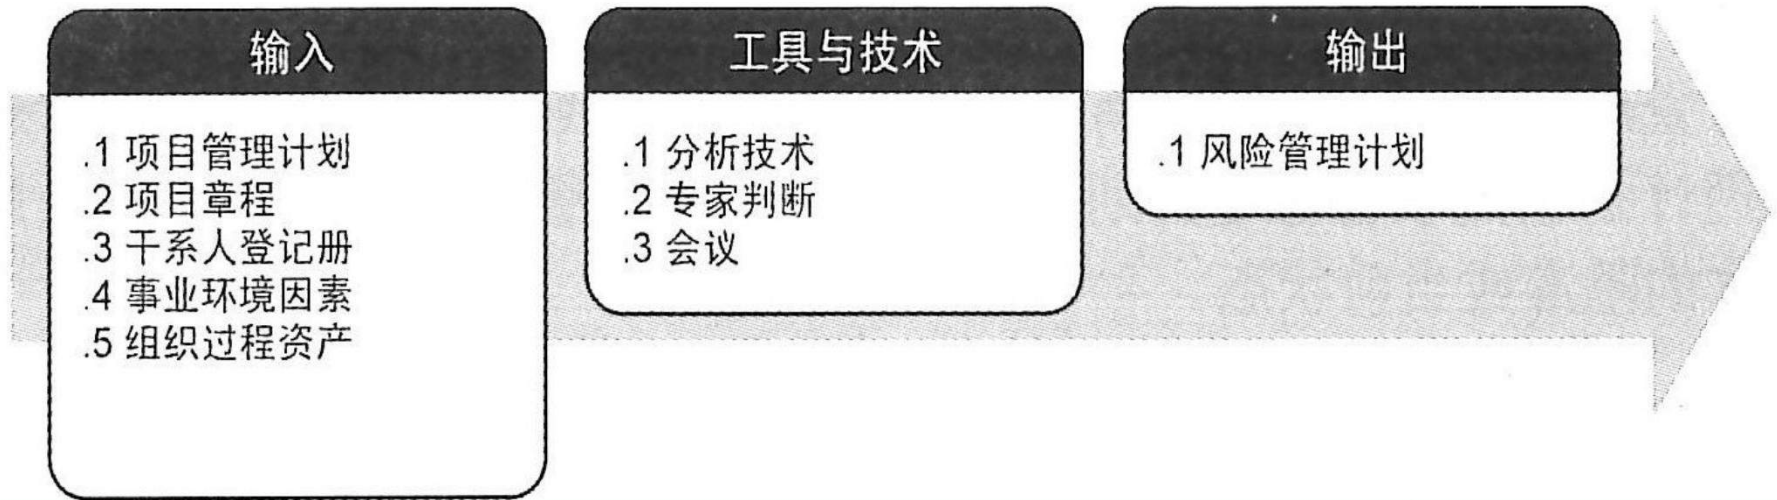 输入
.1 项目管理计划
.2 项目章程
.3 干系人登记册
.4 事业环境因素
.5 组织过程资产
工具与技术
.1 分析技术
.2 专家判断
.3 会议
输出
.1 风险管理计划